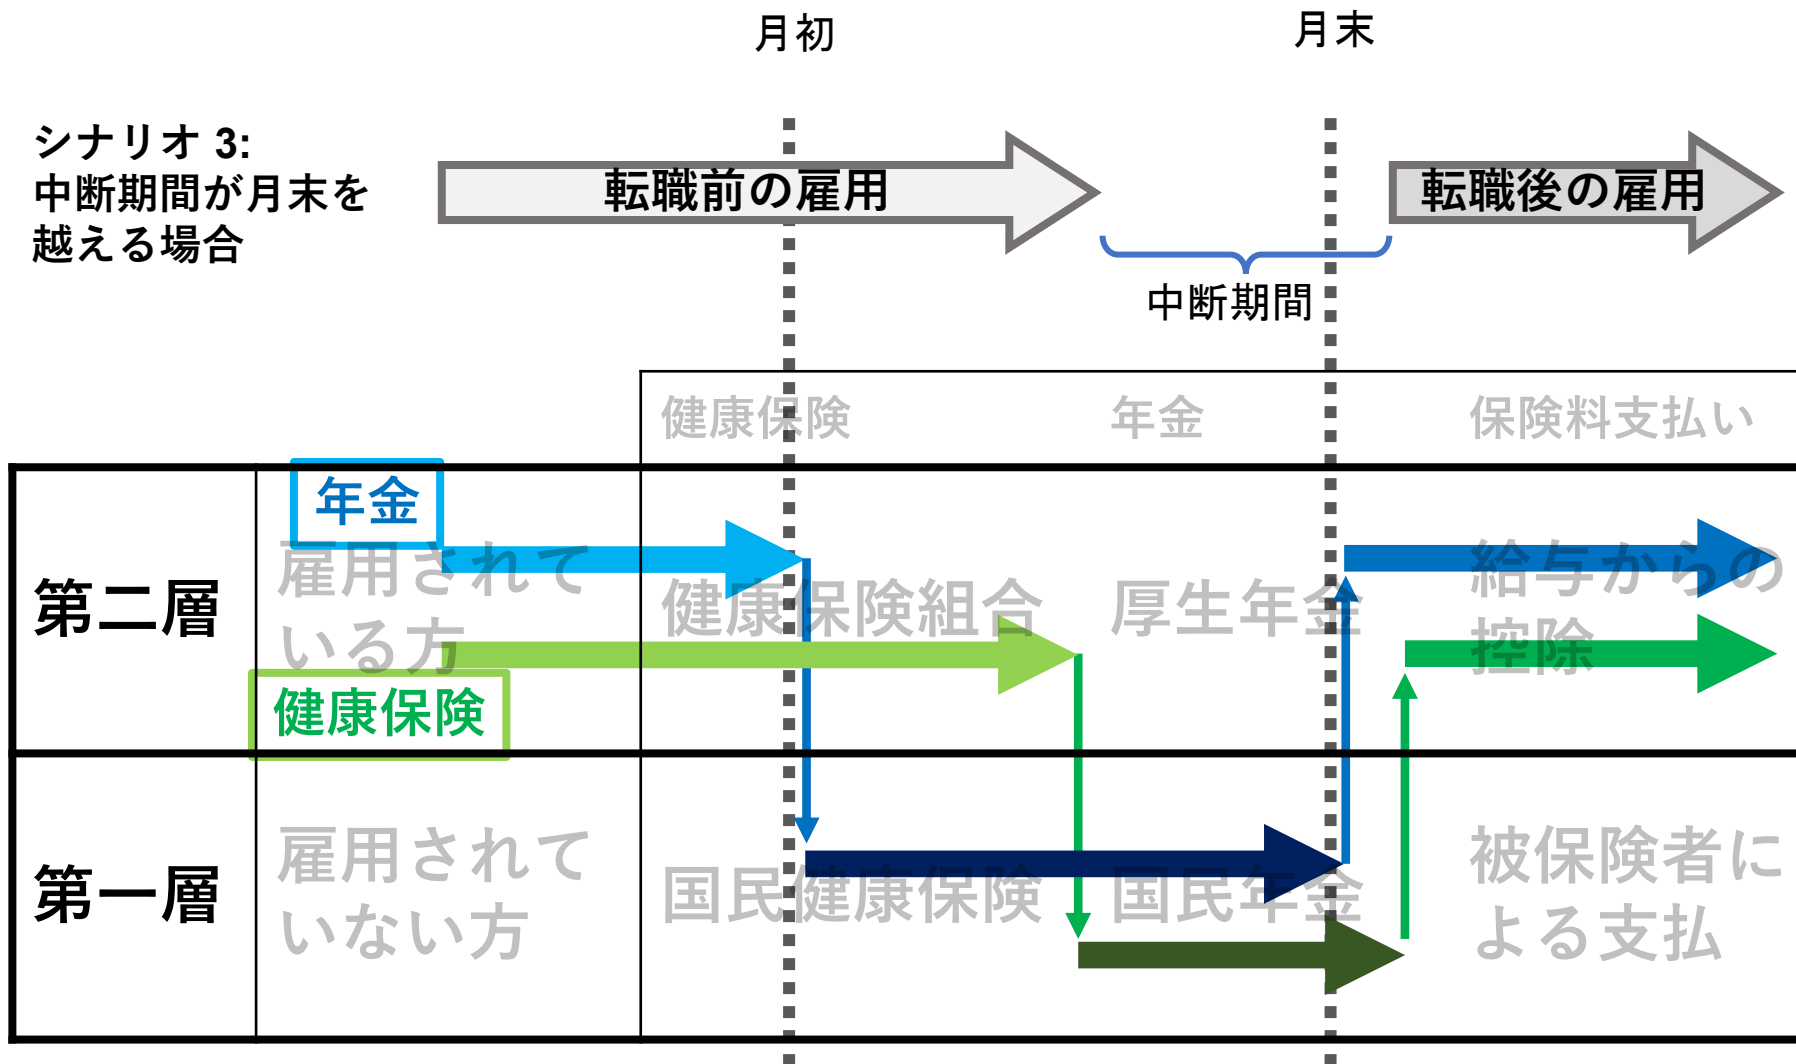 月初
月末
シナリオ 3:
中断期間が月末を
越える場合
転職前の雇用
転職後の雇用
中断期間
健康保険
年金
保険料支払い
年金
第二層
雇用されて
いる方
健康保険組合
厚生年金
給与からの
控除
健康保険
第一層
雇用されて
いない方
国民健康保険
国民年金
被保険者に
よる支払